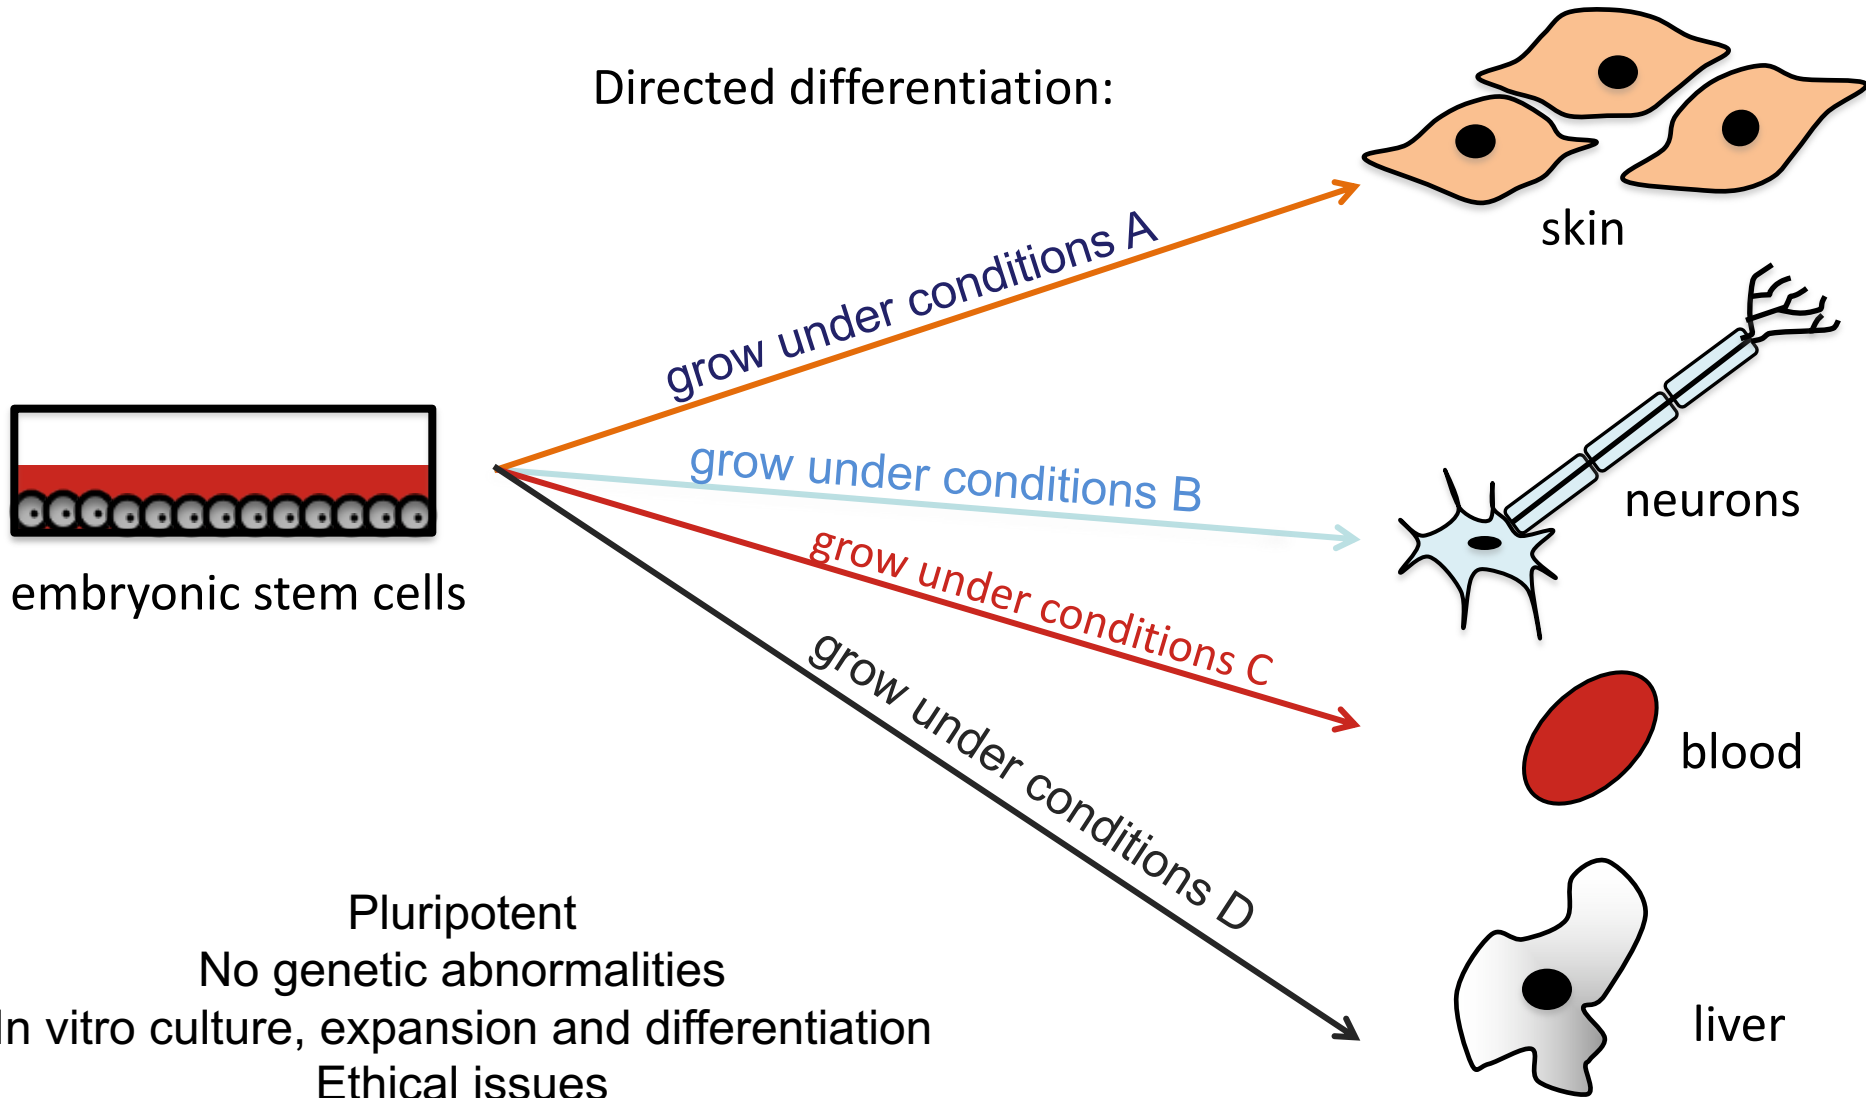 Directed differentiation:
skin
grow under conditions A
grow under conditions B
neurons
grow under conditions C
embryonic stem cells
grow under conditions D
blood
liver
Pluripotent
No genetic abnormalities
In vitro culture, expansion and differentiation
Ethical issues